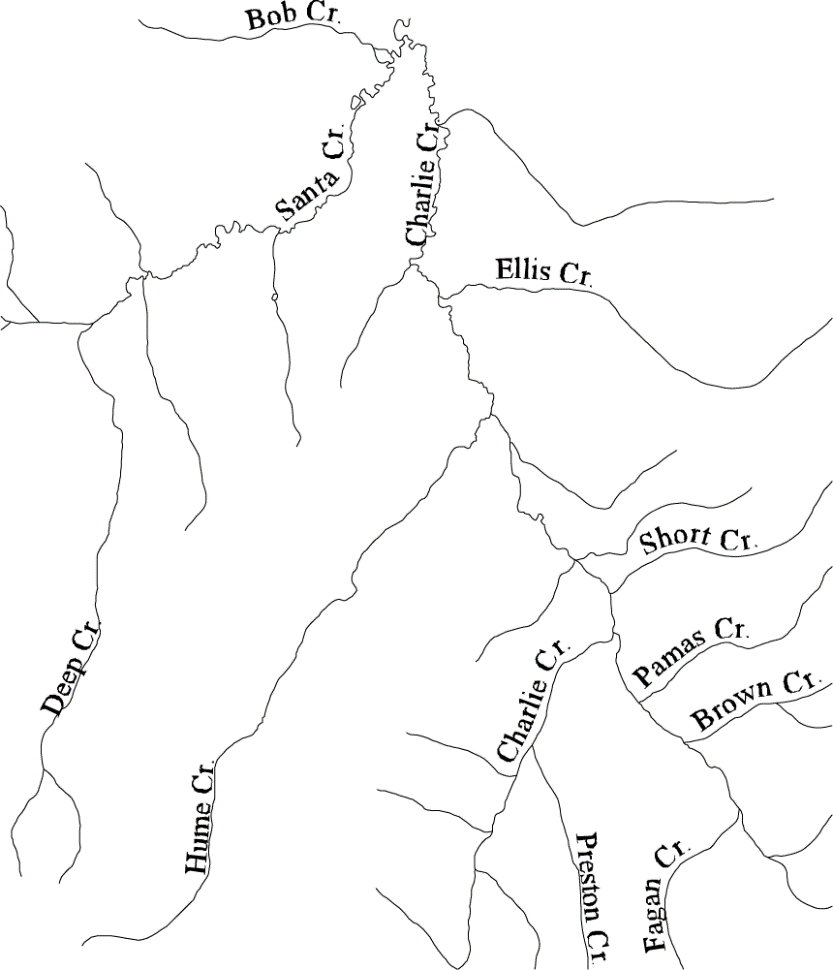 Bob Cr.
Santa Cr.
Charlie Cr.
Ellis Cr.
Short Cr.
Pamas Cr.
Brown Cr.
Charlie Cr.
Deep Cr.
Hume Cr.
Preston Cr.
Fagan Cr.